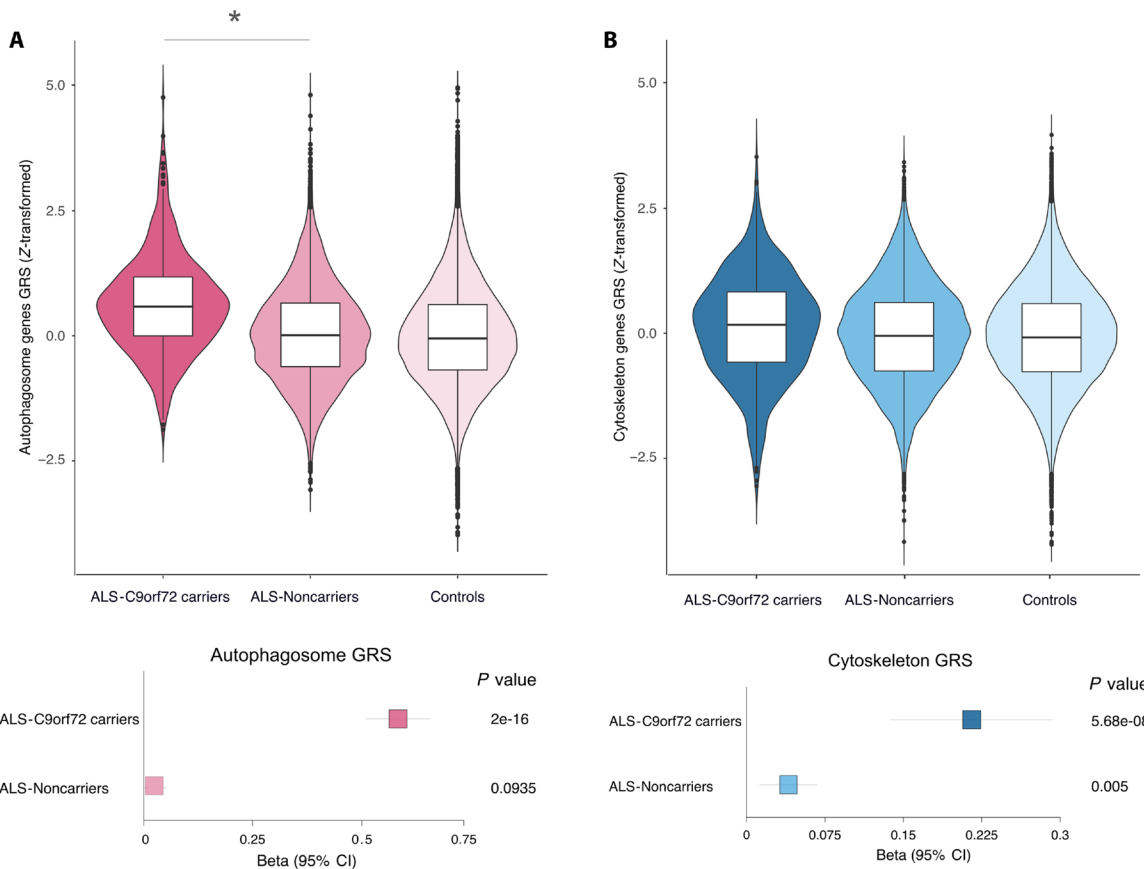 A
*
Autophagosome genes GRS (Z-transformed)
5.0
2.5
0.0
−2.5
ALS-C9orf72 carriers
ALS-Noncarriers
Controls
Autophagosome GRS
P value
ALS-C9orf72 carriers
2e-16
ALS-Noncarriers
0.0935
0
0.25
0.5
0.75
Beta (95% CI)
B
Cytoskeleton genes GRS (Z-transformed)
5.0
2.5
0.0
−2.5
ALS-C9orf72 carriers
ALS-Noncarriers
Controls
Cytoskeleton GRS
P value
ALS-C9orf72 carriers
5.68e-08
ALS-Noncarriers
0.005
0
0.075
0.15
0.225
0.3
Beta (95% CI)